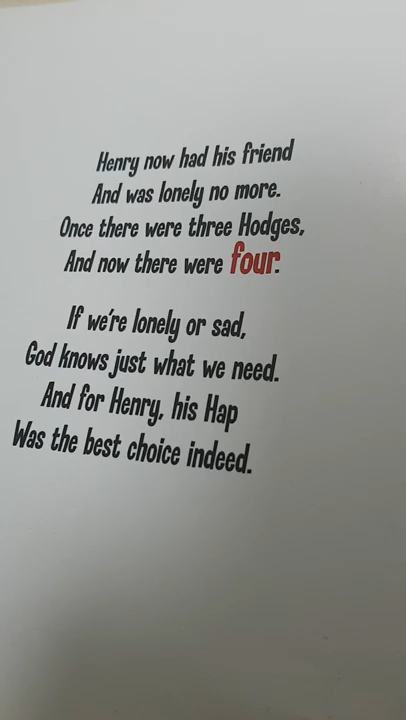 Henry now had his friend
And was lonely no more.
Once there were three Hodges,
And now there were four.
If we're lonely or sad,
God knows just what we need.
And for Henry, his Hap
Was the best choice indeed.